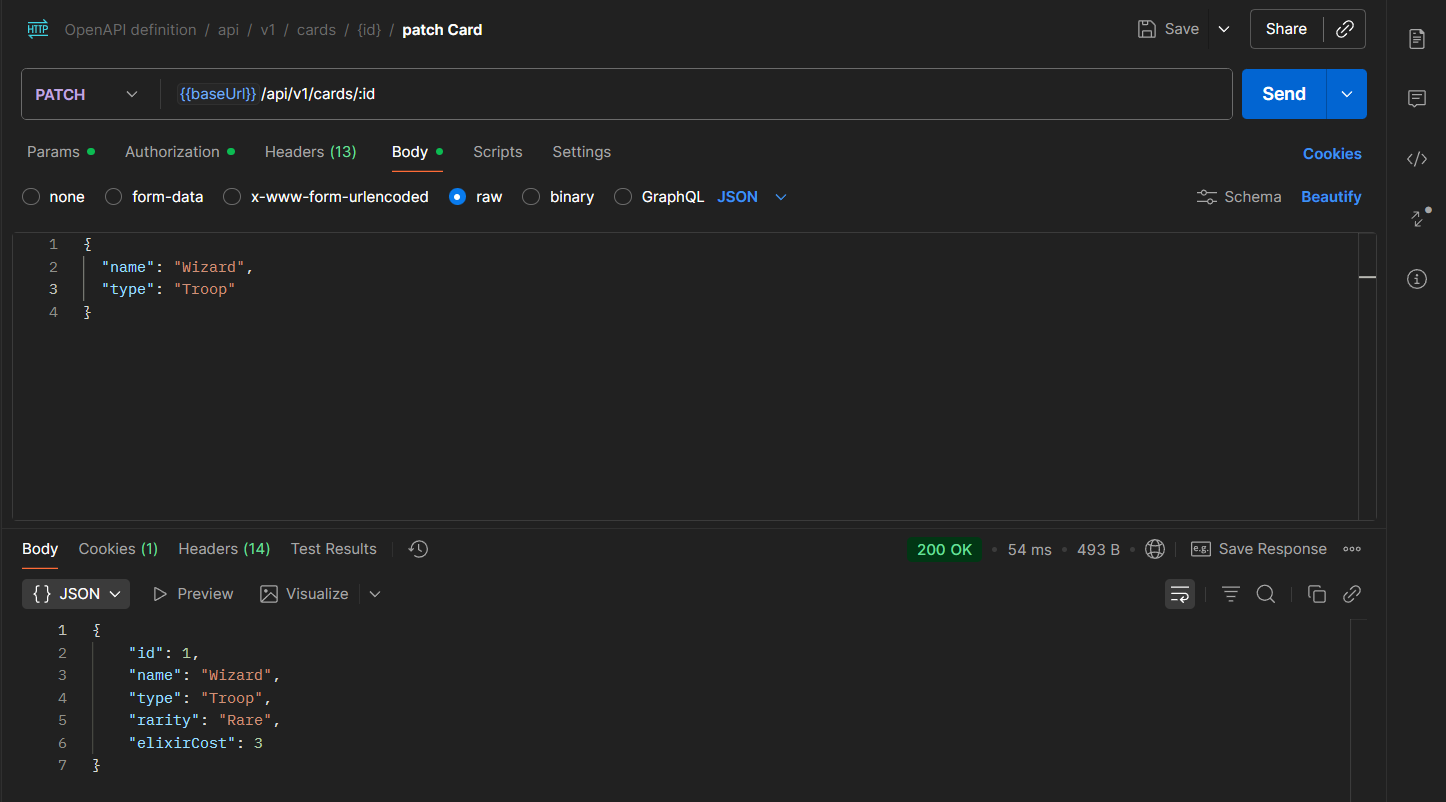 HTTP OpenAPI definition / api / v1 / cards / {id} / patch Card Save Share
PATCH {{baseUrl}} /api/v1/cards/:id Send
Params Authorization Headers (13) Body Scripts Settings Cookies
none form-data x-www-form-urlencoded raw binary GraphQL JSON Schema Beautify
1 {
2 "name": "Wizard",
3 "type": "Troop"
4 }
Body Cookies (1) Headers (14) Test Results 200 OK 54 ms 493 B e.g. Save Response
{} JSON Preview Visualize
1 {
2 "id": 1,
3 "name": "Wizard",
4 "type": "Troop",
5 "rarity": "Rare",
6 "elixirCost": 3
7 }